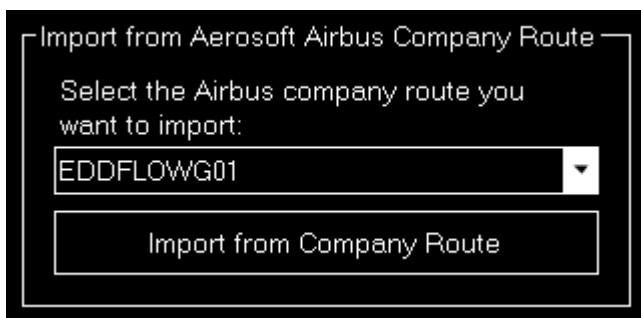 Import from Aerosoft Airbus Company Route
Select the Airbus company route you
want to import:
EDDFLOWG01
Import from Company Route